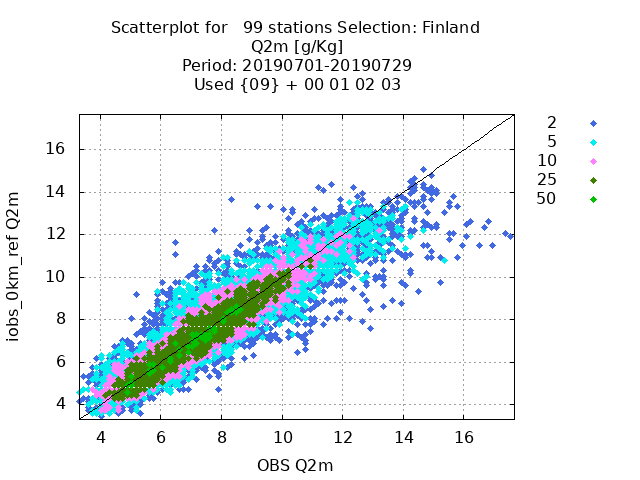 Scatterplot for 99 stations Selection: Finland
Q2m [g/Kg]
Period: 20190701-20190729
Used {09} + 00 01 02 03
2
5
10
25
50
16
14
12
10
8
6
4
iobs_0km_ref Q2m
4 6 8 10 12 14 16
OBS Q2m